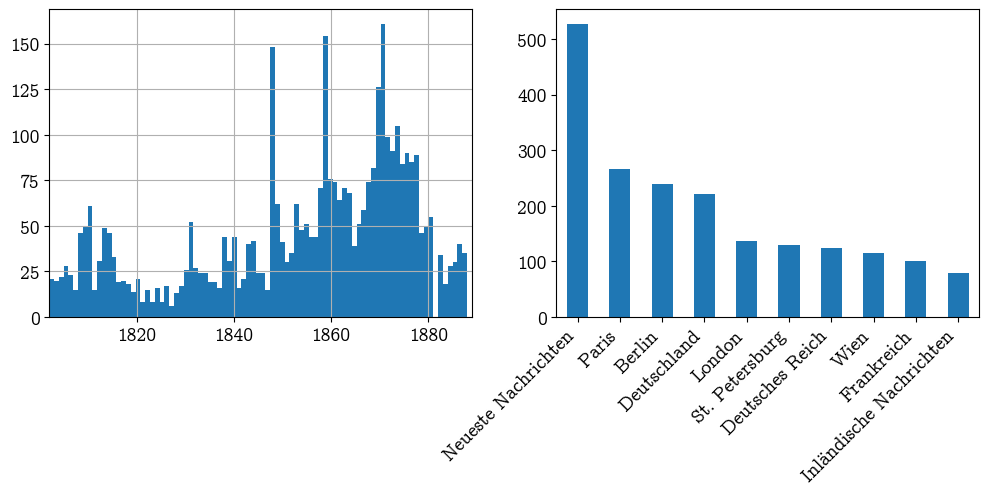 150
125
100
75
50
25
0
1820 1840 1860 1880
500
400
300
200
100
0
Neueste Nachrichten
Paris
Berlin
Deutschland
London
St. Petersburg
Deutsches Reich
Wien
Frankreich
Inländische Nachrichten